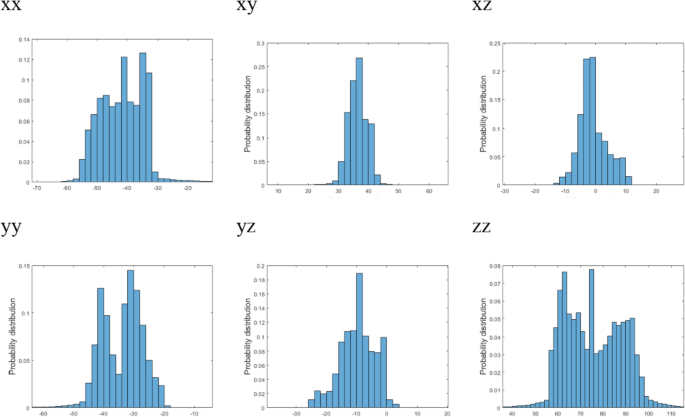 xx
Probability distribution
0.14
0.12
0.1
0.08
0.06
0.04
0.02
0
-70 -60 -50 -40 -30 -20
xy
Probability distribution
0.3
0.25
0.2
0.15
0.1
0.05
0
10 20 30 40 50 60
xz
Probability distribution
0.25
0.2
0.15
0.1
0.05
0
-30 -20 -10 0 10 20
yy
Probability distribution
0.15
0.1
0.05
0
-60 -50 -40 -30 -20 -10
yz
Probability distribution
0.2
0.18
0.16
0.14
0.12
0.1
0.08
0.06
0.04
0.02
0
-20 -10 0 10 20
zz
Probability distribution
0.08
0.07
0.06
0.05
0.04
0.03
0.02
0.01
0
40 50 60 70 80 90 100 110